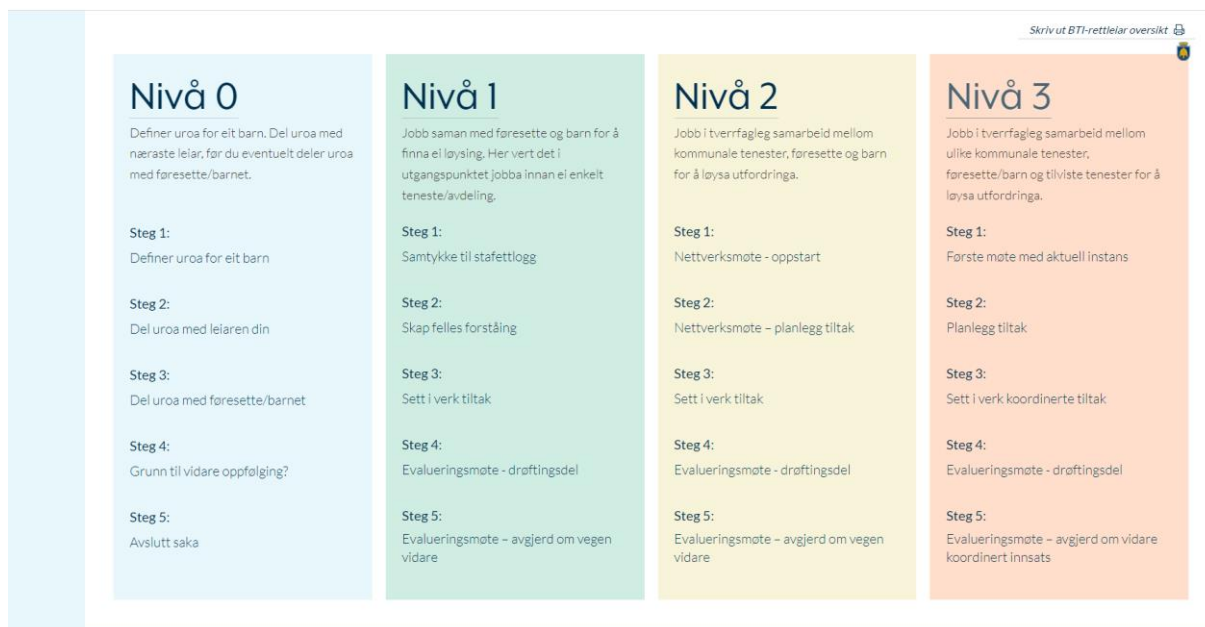 Skriv ut BTI-rettleiar oversikt
Nivå 0
Definer uroa for eit barn. Del uroa med
næraste leiar, før du eventuelt deler uroa
med føresette/barnet.
Steg 1:
Definer uroa for eit barn
Steg 2:
Del uroa med leiaren din
Steg 3:
Del uroa med føresette/barnet
Steg 4:
Grunn til vidare oppfølging?
Steg 5:
Avslutt saka
Nivå 1
Jobb saman med føresette og barn for å
finna ei løysing. Her vert det i
utgangspunktet jobba innan ei enkelt
teneste/avdeling.
Steg 1:
Samtykke til stafettlogg
Steg 2:
Skap felles forståing
Steg 3:
Sett i verk tiltak
Steg 4:
Evalueringsmøte - drøftingsdel
Steg 5:
Evalueringsmøte – avgjerd om vegen
vidare
Nivå 2
Jobb i tverrfagleg samarbeid mellom
kommunale tenester, føresette og barn
for å løysa utfordringa.
Steg 1:
Nettverksmøte - oppstart
Steg 2:
Nettverksmøte – planlegg tiltak
Steg 3:
Sett i verk tiltak
Steg 4:
Evalueringsmøte - drøftingsdel
Steg 5:
Evalueringsmøte – avgjerd om vegen
vidare
Nivå 3
Jobb i tverrfagleg samarbeid mellom
ulike kommunale tenester,
føresette/barn og tilviste tenester for å
løysa utfordringa.
Steg 1:
Første møte med aktuell instans
Steg 2:
Planlegg tiltak
Steg 3:
Sett i verk koordinerte tiltak
Steg 4:
Evalueringsmøte - drøftingsdel
Steg 5:
Evalueringsmøte – avgjerd om vidare
koordinert innsats